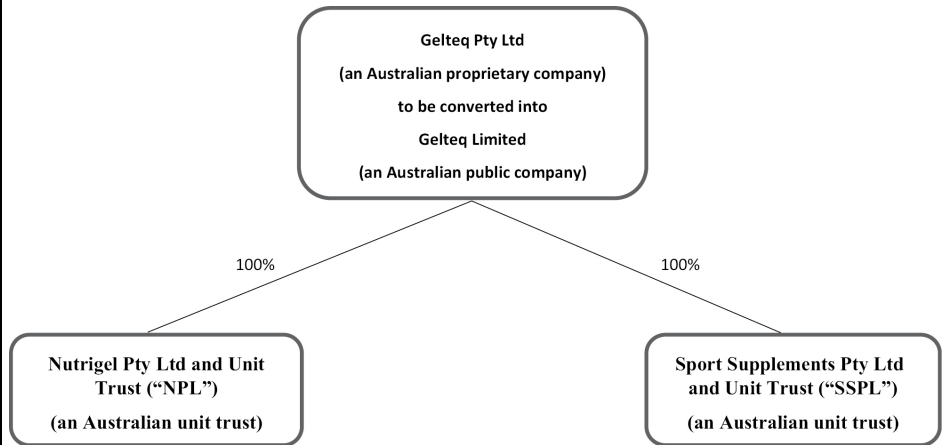 Gelteq Pty Ltd
(an Australian proprietary company)
to be converted into
Gelteq Limited
(an Australian public company)
100%
100%
Nutrigel Pty Ltd and Unit
Trust (“NPL”)
(an Australian unit trust)
Sport Supplements Pty Ltd
and Unit Trust (“SSPL”)
(an Australian unit trust)